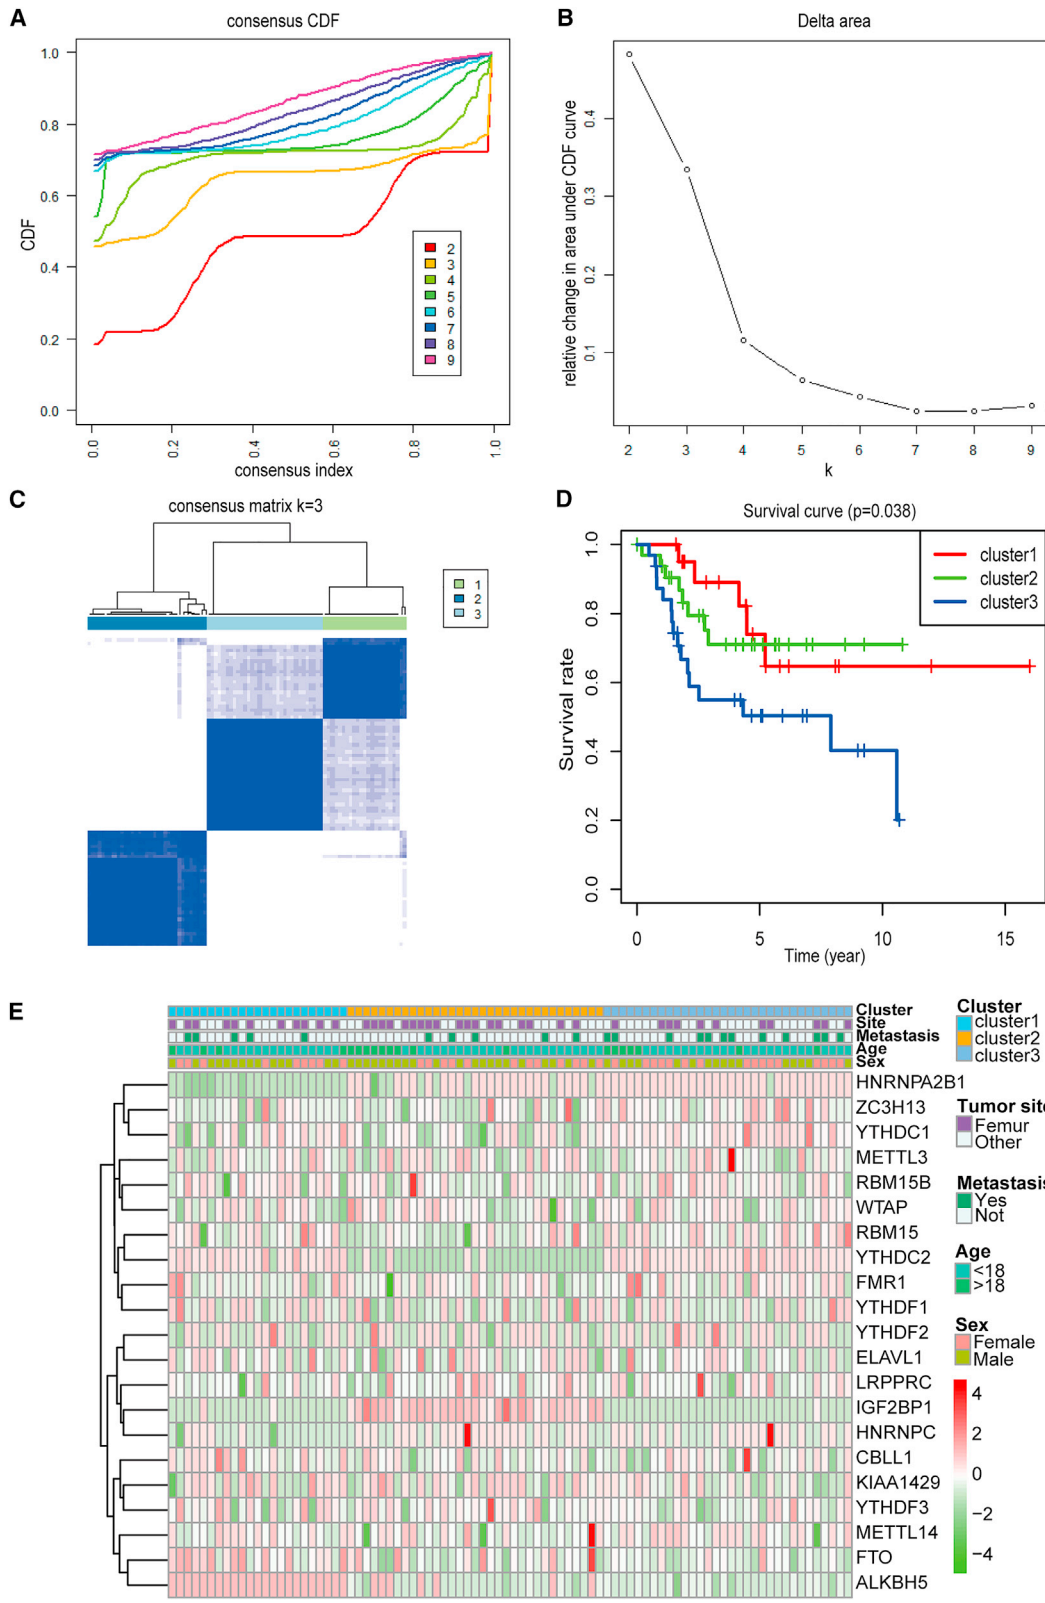 A
consensus CDF
CDF
1.0
0.8
0.6
0.4
0.2
0.0
2
3
4
5
6
7
8
9
0.0 0.2 0.4 0.6 0.8 1.0
consensus index
B
Delta area
relative change in area under CDF curve
0.4
0.3
0.2
0.1
2 3 4 5 6 7 8 9
k
C
consensus matrix k=3
1
2
3
D
Survival curve (p=0.038)
Survival rate
1.0
0.8
0.6
0.4
0.2
0.0
cluster1
cluster2
cluster3
0 5 10 15
Time (year)
E
Cluster
Site
Metastasis
Age
Sex
HNRNPA2B1
ZC3H13
YTHDC1
METTL3
RBM15B
WTAP
RBM15
YTHDC2
FMR1
YTHDF1
YTHDF2
ELAVL1
LRPPRC
IGF2BP1
HNRNPC
CBLL1
KIAA1429
YTHDF3
METTL14
FTO
ALKBH5
Cluster
cluster1
cluster2
cluster3
Tumor site
Femur
Other
Metastasis
Yes
Not
Age
<18
>18
Sex
Female
Male
4
2
0
−2
−4